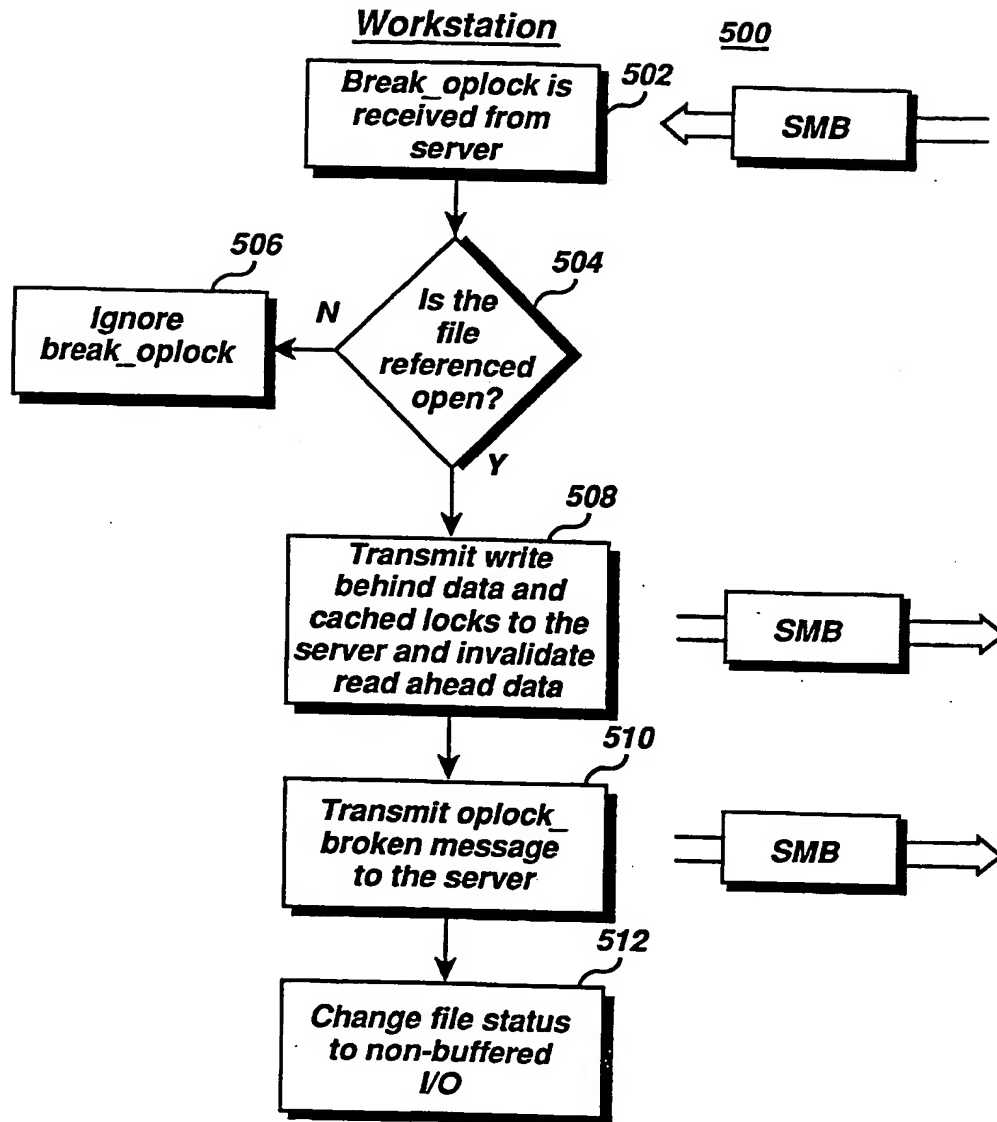 Workstation
500
502
Break_oplock is
received from
server
SMB
506
504
N
Ignore
break_oplock
Is the
file
referenced
open?
Y
508
Transmit write
behind data and
cached locks to the
server and invalidate
read ahead data
SMB
510
Transmit oplock_
broken message
to the server
SMB
512
Change file status
to non-buffered
I/O